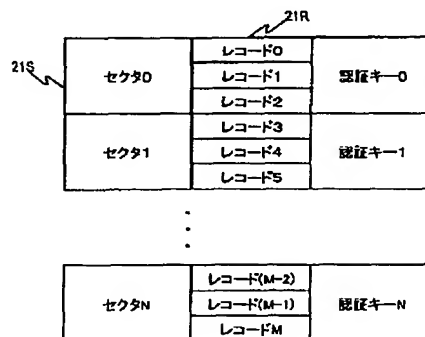 21R
21S
セクタ0
レコード0
レコード1
レコード2
認証キー0
セクタ1
レコード3
レコード4
レコード5
認証キー1
セクタN
レコード(M-2)
レコード(M-1)
レコードM
認証キーN